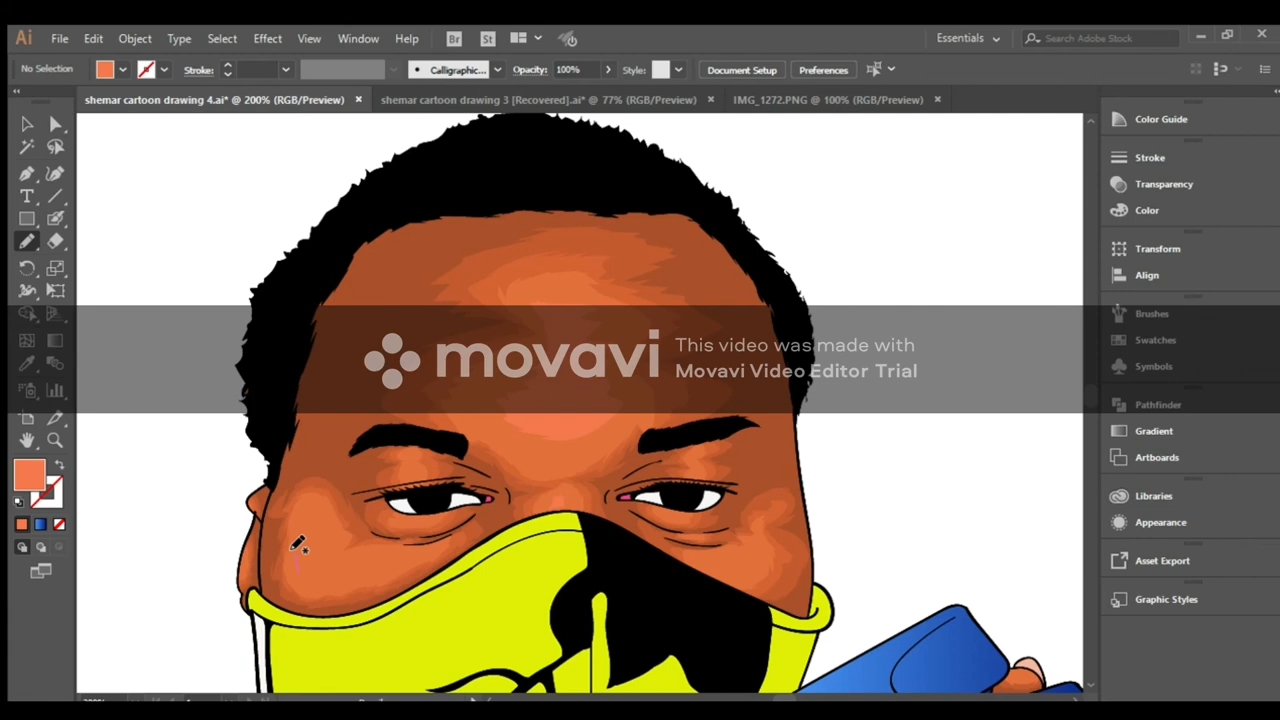 Ai File Edit Object Type Select Effect View Window Help Br St Essentials Search Adobe Stock
No Selection Stroke: Calligraphic... Opacity: 100% Style: Document Setup Preferences
shemar cartoon drawing 4.ai* @ 200% (RGB/Preview) × shemar cartoon drawing 3 [Recovered].ai* @ 77% (RGB/Preview) × IMG_1272.PNG @ 100% (RGB/Preview) ×
Color Guide
Stroke
Transparency
Color
Transform
Align
Brushes
Swatches
Symbols
Pathfinder
Gradient
Artboards
Libraries
Appearance
Asset Export
Graphic Styles
movavi
This video was made with
Movavi Video Editor Trial